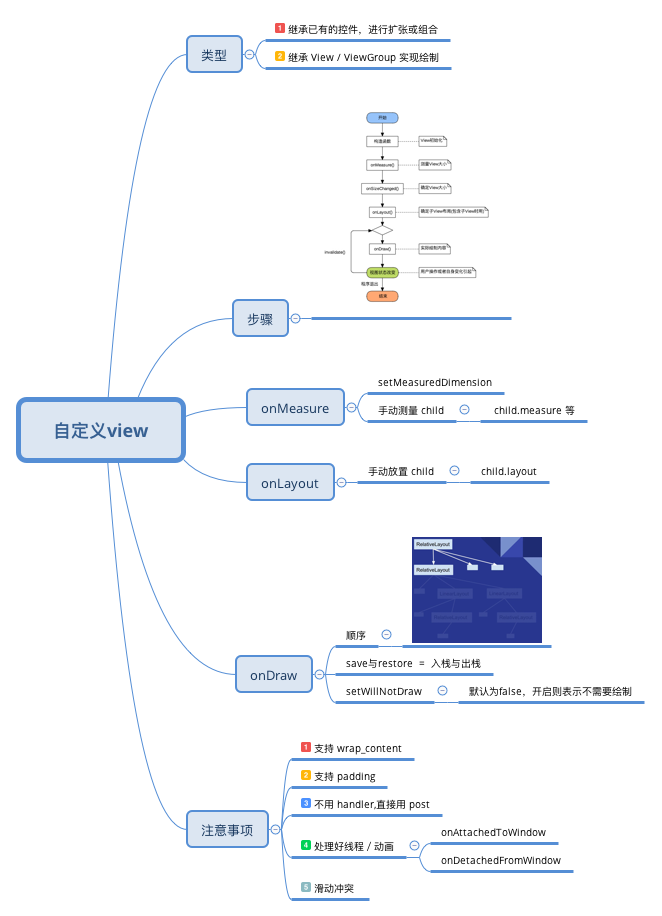 自定义view
类型
1 继承已有的控件，进行扩张或组合
2 继承 View / ViewGroup 实现绘制
步骤
开始
构造函数
View初始化
onMeasure()
测量View大小
onSizeChanged()
确定View大小
onLayout()
确定子View布局(包含子View时用)
invalidate()
onDraw()
实际绘制内容
视图状态改变
用户操作或者自身变化引起
程序退出
结束
onMeasure
setMeasuredDimension
手动测量 child
child.measure 等
onLayout
手动放置 child
child.layout
onDraw
顺序
RelativeLayout
RelativeLayout
save与restore = 入栈与出栈
setWillNotDraw
默认为false，开启则表示不需要绘制
注意事项
1 支持 wrap_content
2 支持 padding
3 不用 handler,直接用 post
4 处理好线程 / 动画
onAttachedToWindow
onDetachedFromWindow
5 滑动冲突